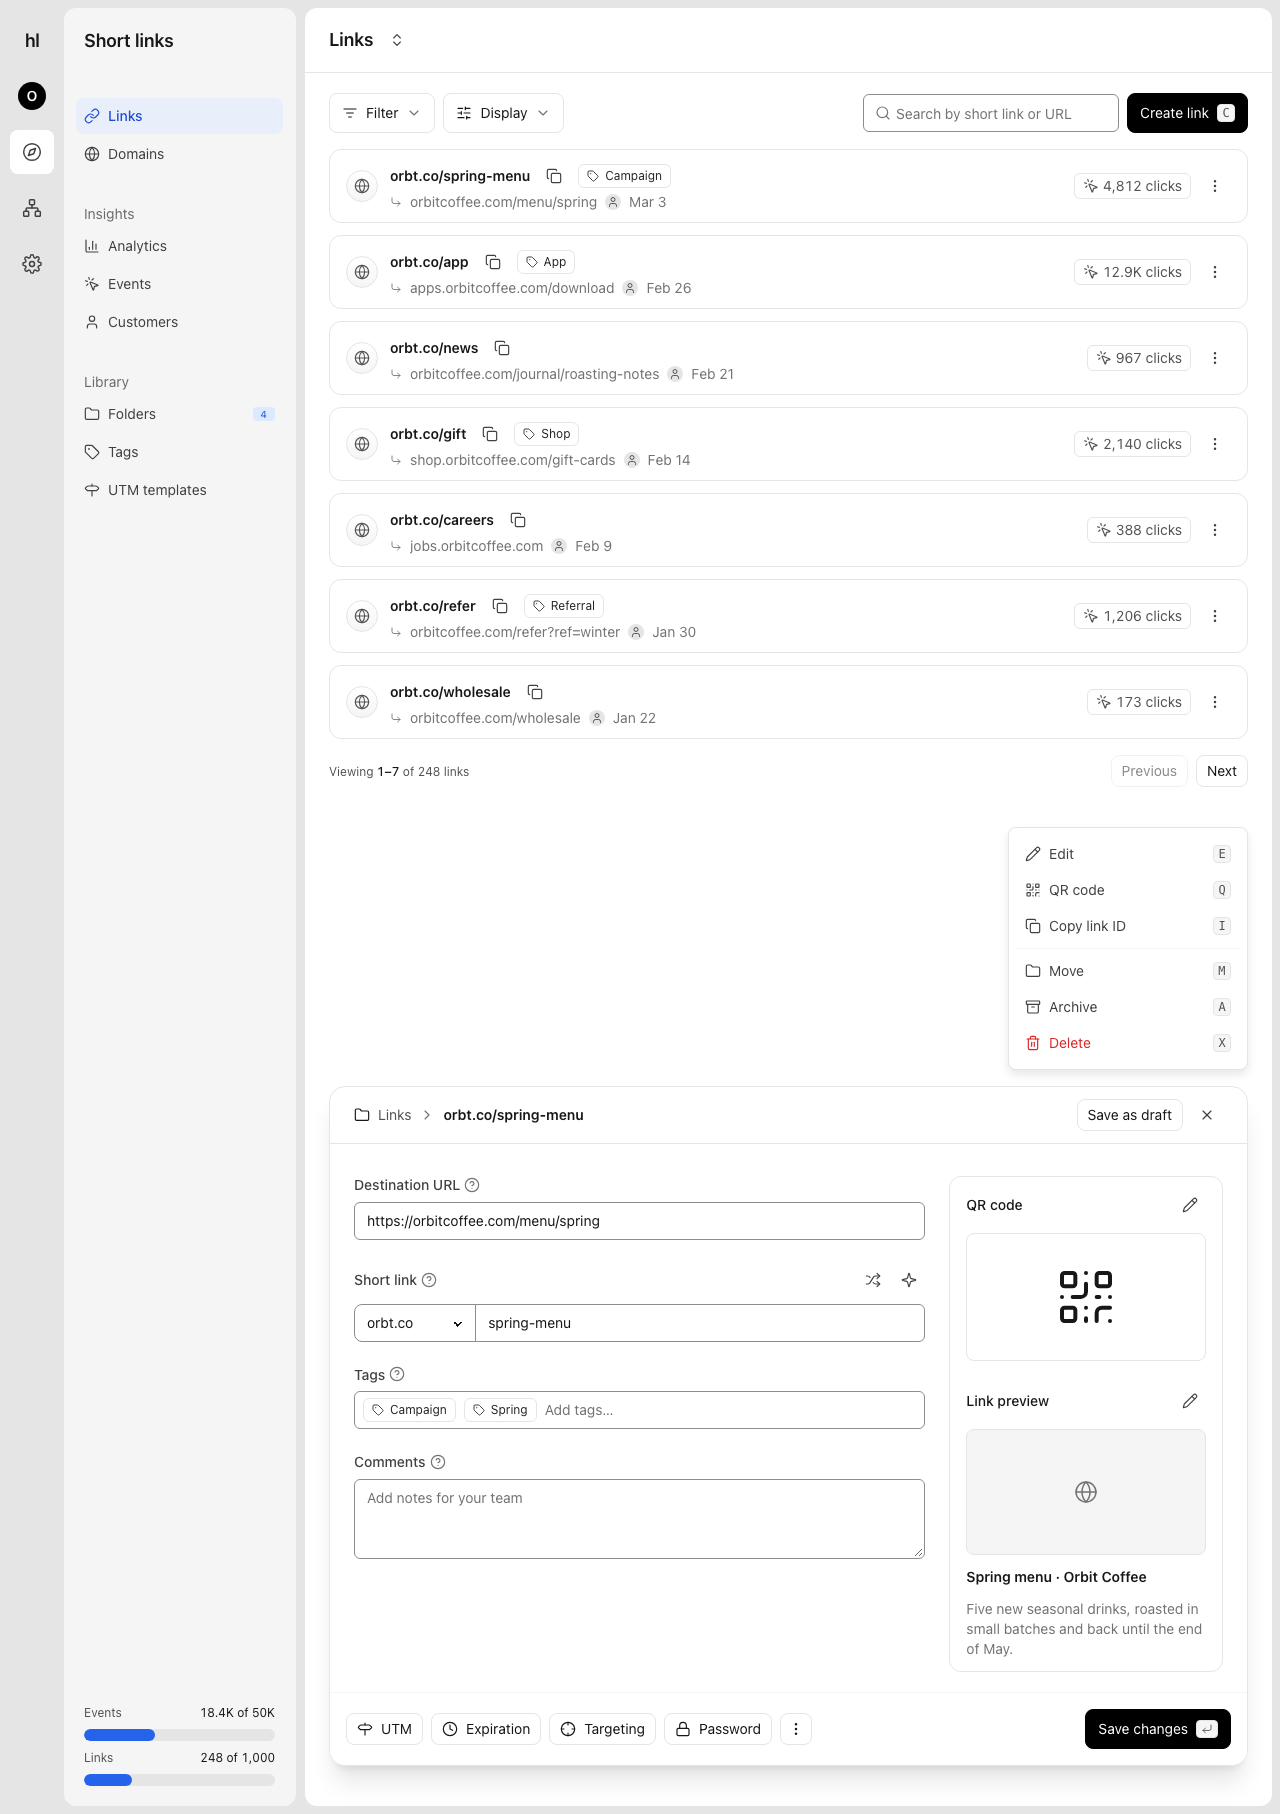 hl
Short links
O
Links
Domains
Insights
Analytics
Events
Customers
Library
Folders 4
Tags
UTM templates
Events 18.4K of 50K
Links 248 of 1,000
Links
Filter Display Search by short link or URL Create link C
orbt.co/spring-menu Campaign
orbitcoffee.com/menu/spring Mar 3
4,812 clicks
orbt.co/app App
apps.orbitcoffee.com/download Feb 26
12.9K clicks
orbt.co/news
orbitcoffee.com/journal/roasting-notes Feb 21
967 clicks
orbt.co/gift Shop
shop.orbitcoffee.com/gift-cards Feb 14
2,140 clicks
orbt.co/careers
jobs.orbitcoffee.com Feb 9
388 clicks
orbt.co/refer Referral
orbitcoffee.com/refer?ref=winter Jan 30
1,206 clicks
orbt.co/wholesale
orbitcoffee.com/wholesale Jan 22
173 clicks
Viewing 1–7 of 248 links Previous Next
Edit E
QR code Q
Copy link ID I
Move M
Archive A
Delete X
Links orbt.co/spring-menu Save as draft
Destination URL
https://orbitcoffee.com/menu/spring
Short link
orbt.co spring-menu
Tags
Campaign Spring Add tags...
Comments
Add notes for your team
QR code
Link preview
Spring menu · Orbit Coffee
Five new seasonal drinks, roasted in
small batches and back until the end
of May.
UTM Expiration Targeting Password Save changes